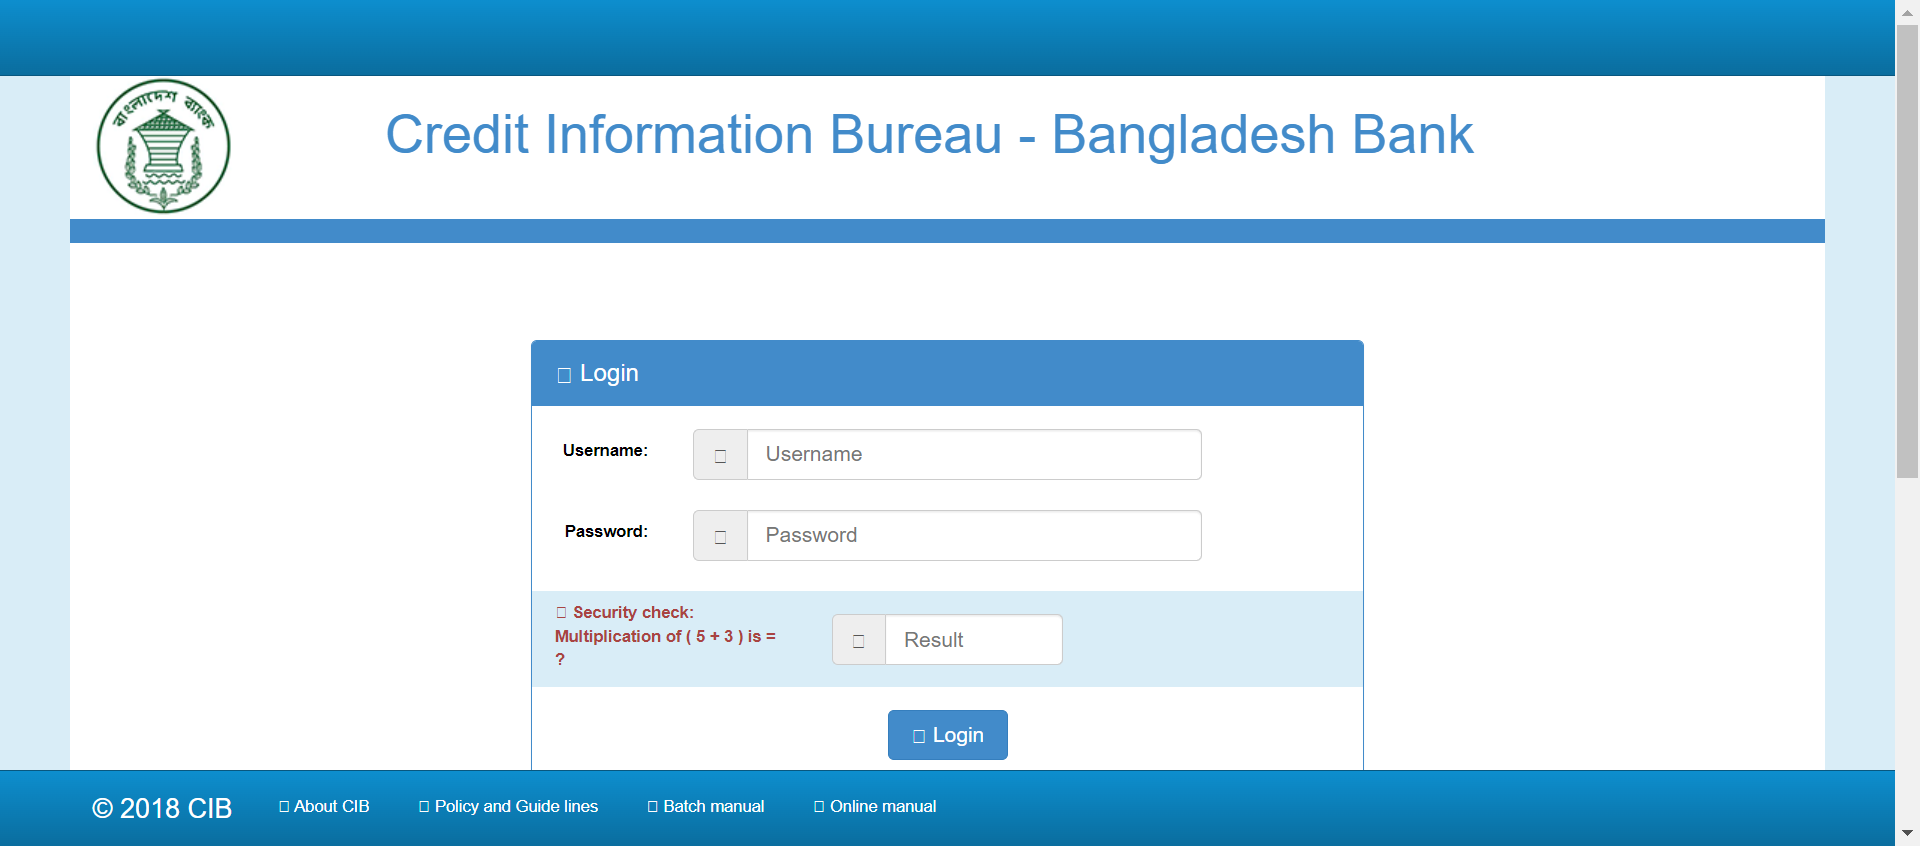 বাংলাদেশ ব্যাংক
Credit Information Bureau - Bangladesh Bank
Login
Username:
Username
Password:
Password
Security check:
Multiplication of ( 5 + 3 ) is =
?
Result
Login
© 2018 CIB
About CIB
Policy and Guide lines
Batch manual
Online manual